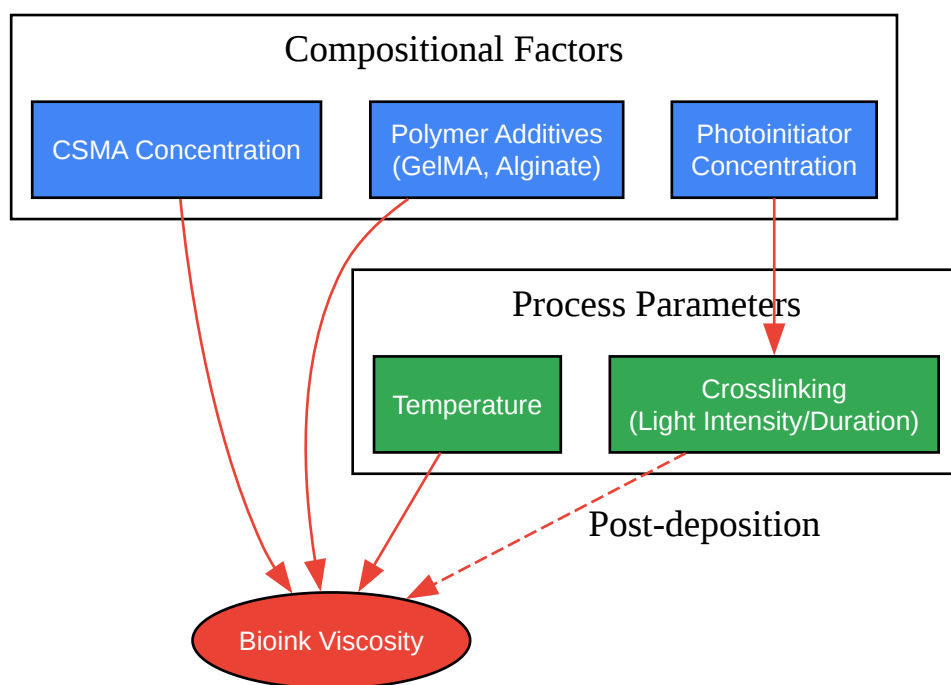 Compositional Factors
CSMA Concentration
Polymer Additives
(GelMA, Alginate)
Photoinitiator
Concentration
Process Parameters
Temperature
Crosslinking
(Light Intensity/Duration)
Post-deposition
Bioink Viscosity